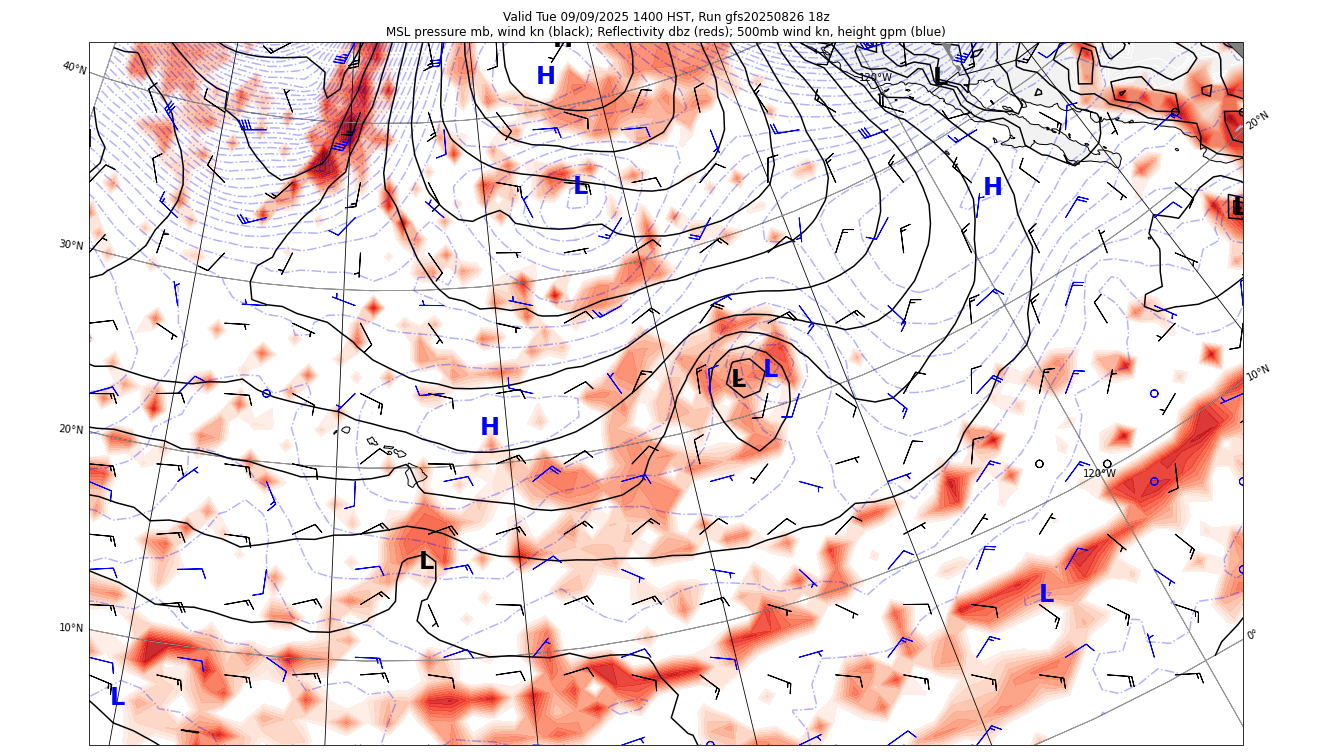 Valid Tue 09/09/2025 1400 HST, Run gfs20250826 18z
MSL pressure mb, wind kn (black); Reflectivity dbz (reds); 500mb wind kn, height gpm (blue)
H
40°N
120°W
L
20°N
L
H
L
30°N
L
L
10°N
H
20°N
120°W
L
L
10°N
0°
L